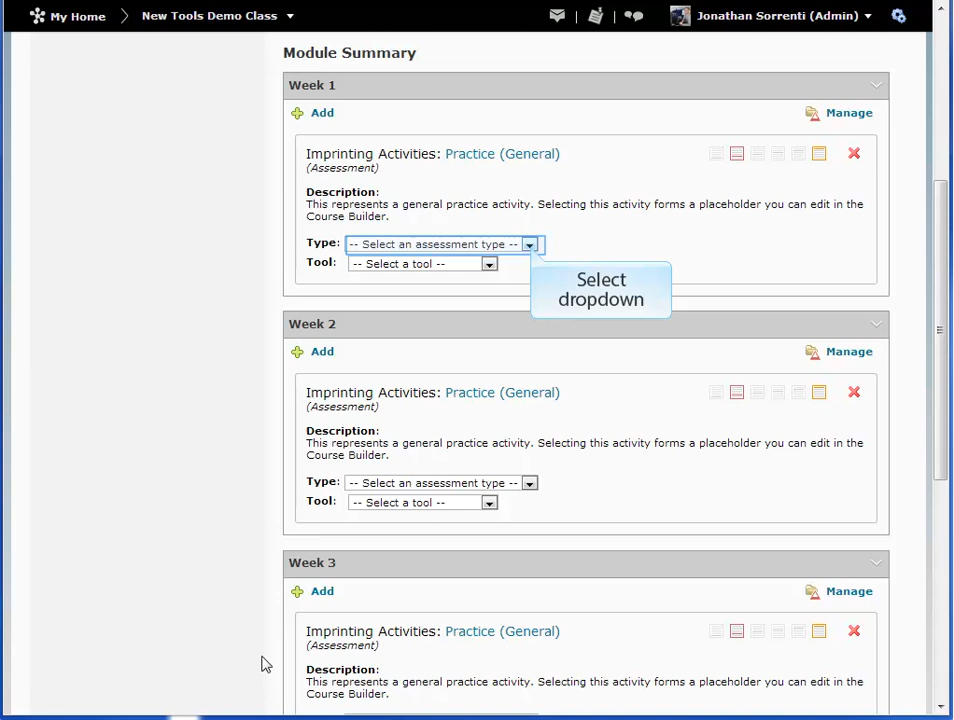 My Home New Tools Demo Class Jonathan Sorrenti (Admin)
Module Summary
Week 1
Add Manage
Imprinting Activities: Practice (General)
(Assessment)
Description:
This represents a general practice activity. Selecting this activity forms a placeholder you can edit in the
Course Builder.
Type: -- Select an assessment type --
Tool: -- Select a tool --
Select
dropdown
Week 2
Add Manage
Imprinting Activities: Practice (General)
(Assessment)
Description:
This represents a general practice activity. Selecting this activity forms a placeholder you can edit in the
Course Builder.
Type: -- Select an assessment type --
Tool: -- Select a tool --
Week 3
Add Manage
Imprinting Activities: Practice (General)
(Assessment)
Description:
This represents a general practice activity. Selecting this activity forms a placeholder you can edit in the
Course Builder.